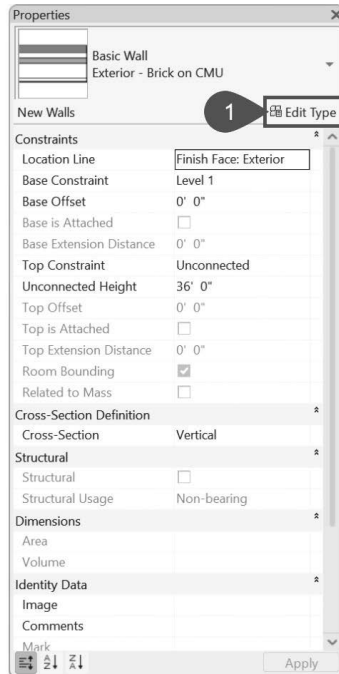 Properties
Basic Wall
Exterior - Brick on CMU
New Walls
1
Edit Type
Constraints
Location Line Finish Face: Exterior
Base Constraint Level 1
Base Offset 0' 0"
Base is Attached
Base Extension Distance 0' 0"
Top Constraint Unconnected
Unconnected Height 36' 0"
Top Offset 0' 0"
Top is Attached
Top Extension Distance 0' 0"
Room Bounding
Related to Mass
Cross-Section Definition
Cross-Section Vertical
Structural
Structural
Structural Usage Non-bearing
Dimensions
Area
Volume
Identity Data
Image
Comments
Mark
Apply